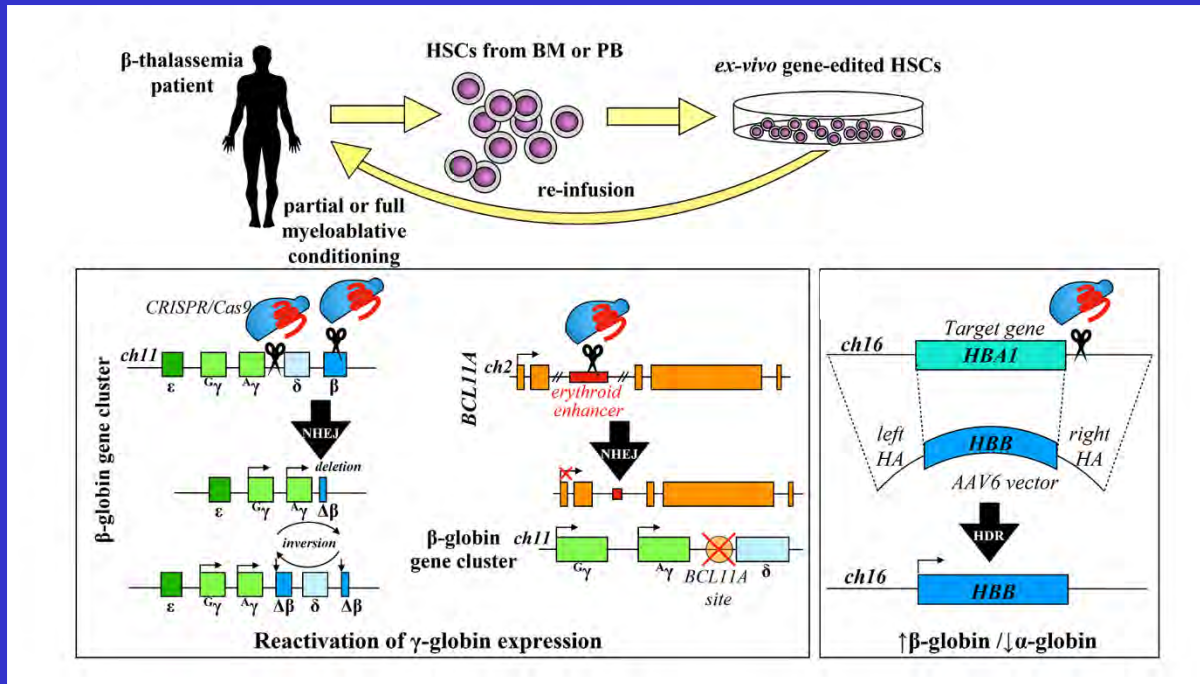 β-thalassemia
patient
HSCs from BM or PB
ex-vivo gene-edited HSCs
re-infusion
partial or full
myeloablative
conditioning
β-globin gene cluster
CRISPR/Cas9
ch11
ε
Gγ
Aγ
δ
β
NHEJ
deletion
ε
Gγ
Aγ
Δβ
inversion
ε
Gγ
Aγ
Δβ
δ
Δβ
BCL11A
ch2
erythroid
enhancer
NHEJ
β-globin
gene cluster
ch11
Gγ
Aγ
BCL11A
site
δ
Reactivation of γ-globin expression
Target gene
ch16
HBA1
left
HA
HBB
right
HA
AAV6 vector
HDR
ch16
HBB
↑β-globin /↓α-globin